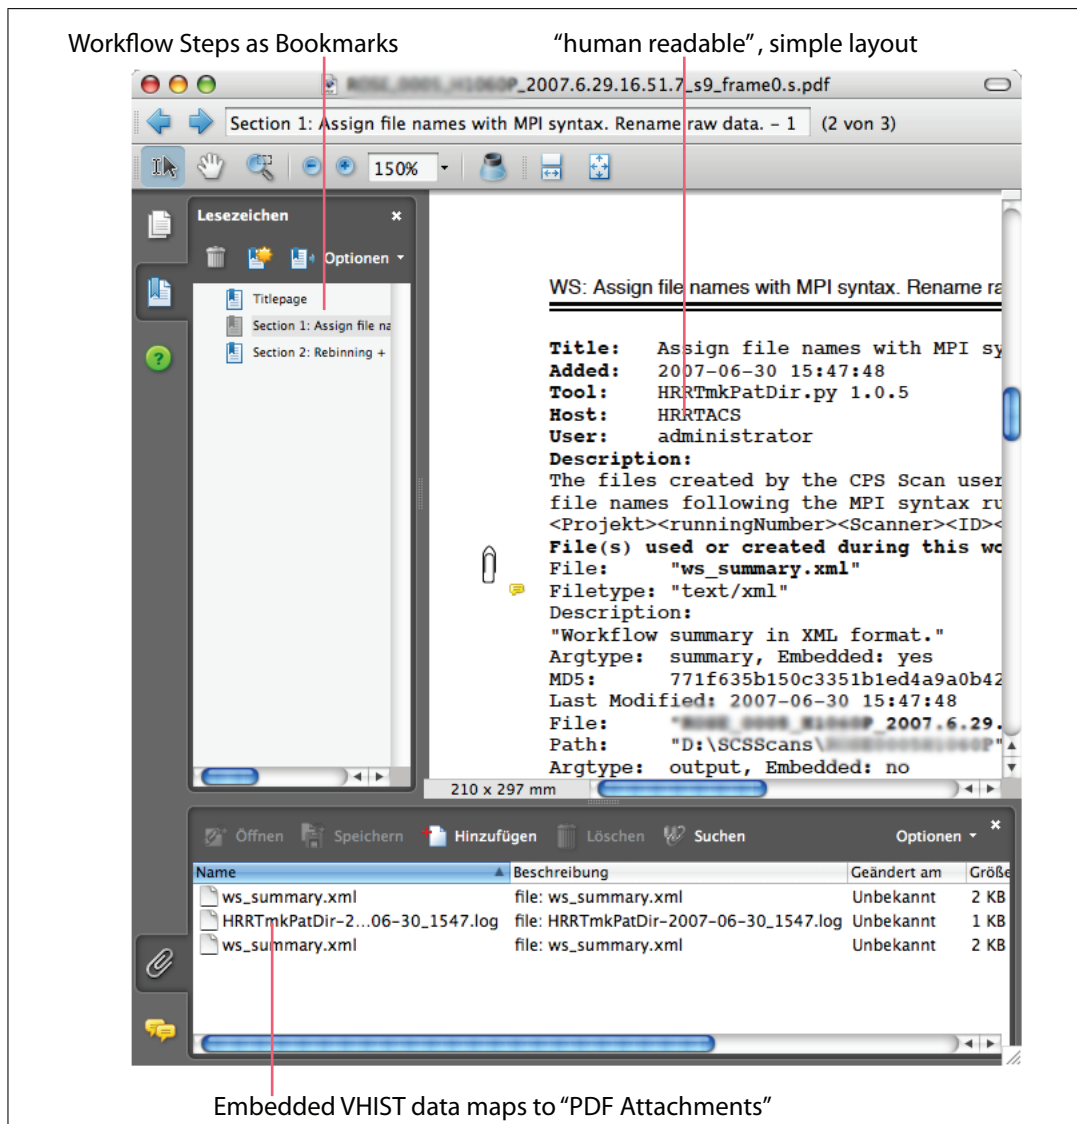 Workflow Steps as Bookmarks
“human readable”, simple layout
P_2007.6.29.16.51.7_s9_frame0.s.pdf
Section 1: Assign file names with MPI syntax. Rename raw data. – 1 (2 von 3)
150%
Lesezeichen
Optionen
Titlepage
Section 1: Assign file na
Section 2: Rebinning +
WS: Assign file names with MPI syntax. Rename ra
Title: Assign file names with MPI sy
Added: 2007-06-30 15:47:48
Tool: HRRTmkPatDir.py 1.0.5
Host: HRRTACS
User: administrator
Description:
The files created by the CPS Scan user
file names following the MPI syntax ru
<Projekt><runningNumber><Scanner><ID><
File(s) used or created during this wo
File: "ws_summary.xml"
Filetype: "text/xml"
Description:
"Workflow summary in XML format."
Argtype: summary, Embedded: yes
MD5: 771f635b150c3351b1ed4a9a0b42
Last Modified: 2007-06-30 15:47:48
File: P_2007.6.29.
Path: "D:\SCSScans\
Argtype: output, Embedded: no
210 x 297 mm
Öffnen Speichern Hinzufügen Löschen Suchen Optionen
Name Beschreibung Geändert am Größe
ws_summary.xml file: ws_summary.xml Unbekannt 2 KB
HRRTmkPatDir-2...06-30_1547.log file: HRRTmkPatDir-2007-06-30_1547.log Unbekannt 1 KB
ws_summary.xml file: ws_summary.xml Unbekannt 2 KB
Embedded VHIST data maps to “PDF Attachments”